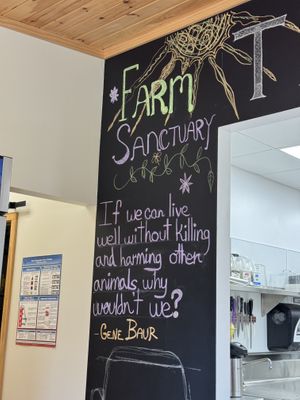 FARM
SANCTUARY
T
If we can live
well without killing
and harming other
animals, why
wouldn't we?
-GENE BAUR